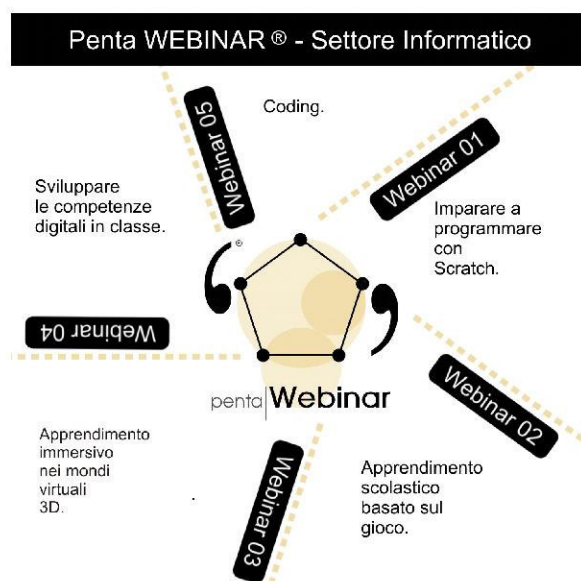 Penta WEBINAR ® - Settore Informatico
Coding.
Webinar 01
Imparare a
programmare
con
Scratch.
Webinar 02
Apprendimento
scolastico
basato sul
gioco.
Webinar 03
Apprendimento
immersivo
nei mondi
virtuali
3D.
.
Webinar 04
Sviluppare
le competenze
digitali in classe.
Webinar 05
®
penta|Webinar